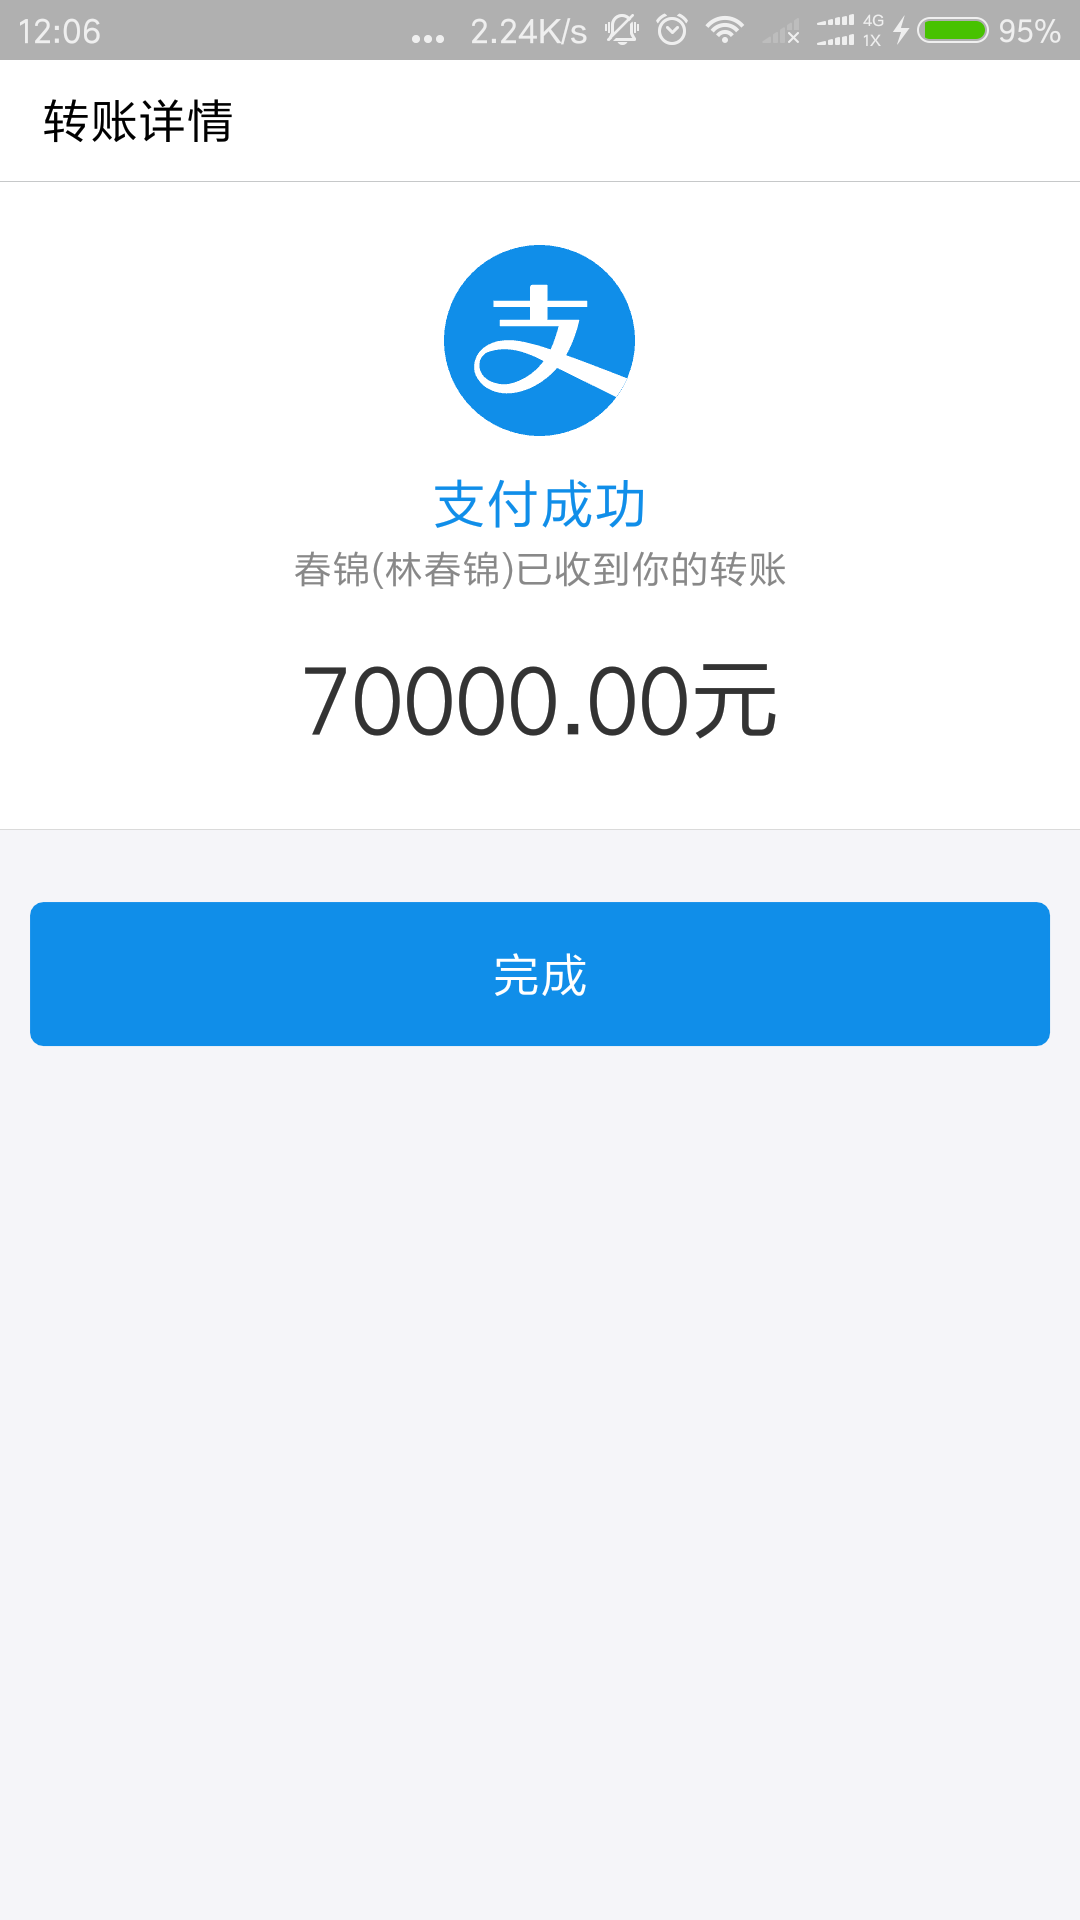 12:06 ... 2.24K/s 4G 1X 95%
转账详情
支
支付成功
春锦(林春锦)已收到你的转账
70000.00元
完成